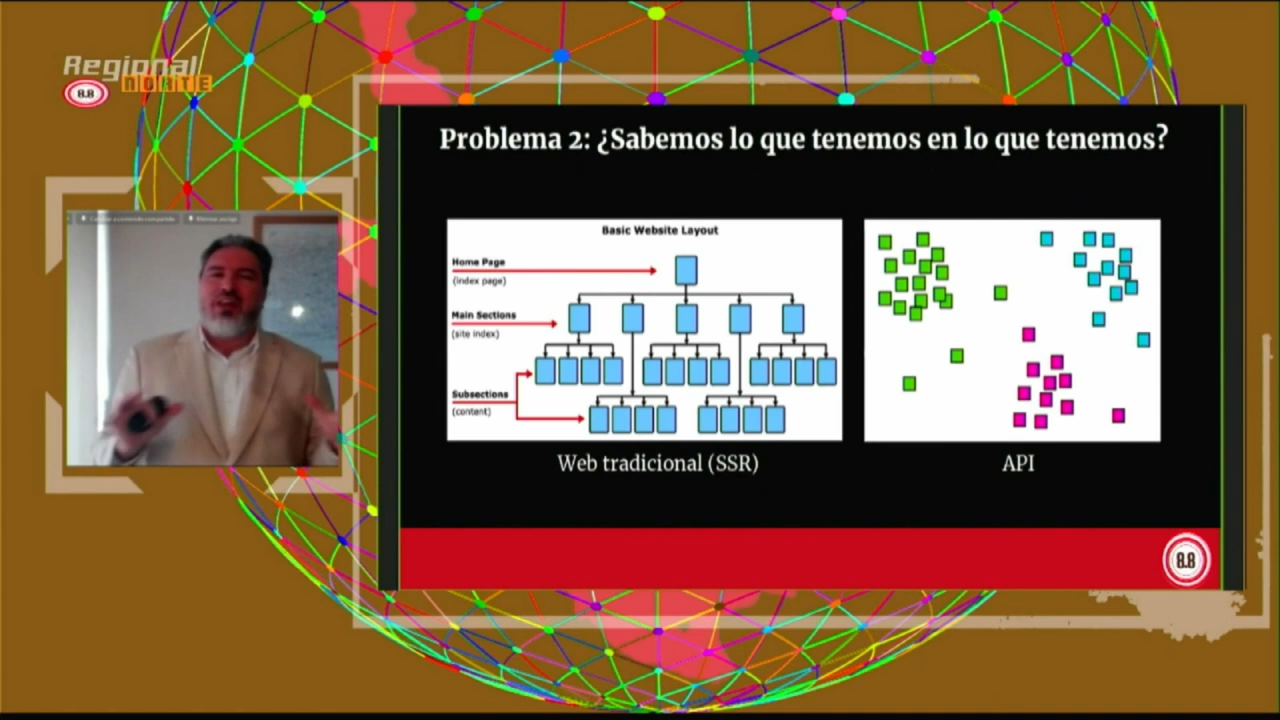 Regional
NORTE
8.8
Problema 2: ¿Sabemos lo que tenemos en lo que tenemos?
Basic Website Layout
Home Page
(index page)
Main Sections
(site index)
Subsections
(content)
Web tradicional (SSR)
API
8.8